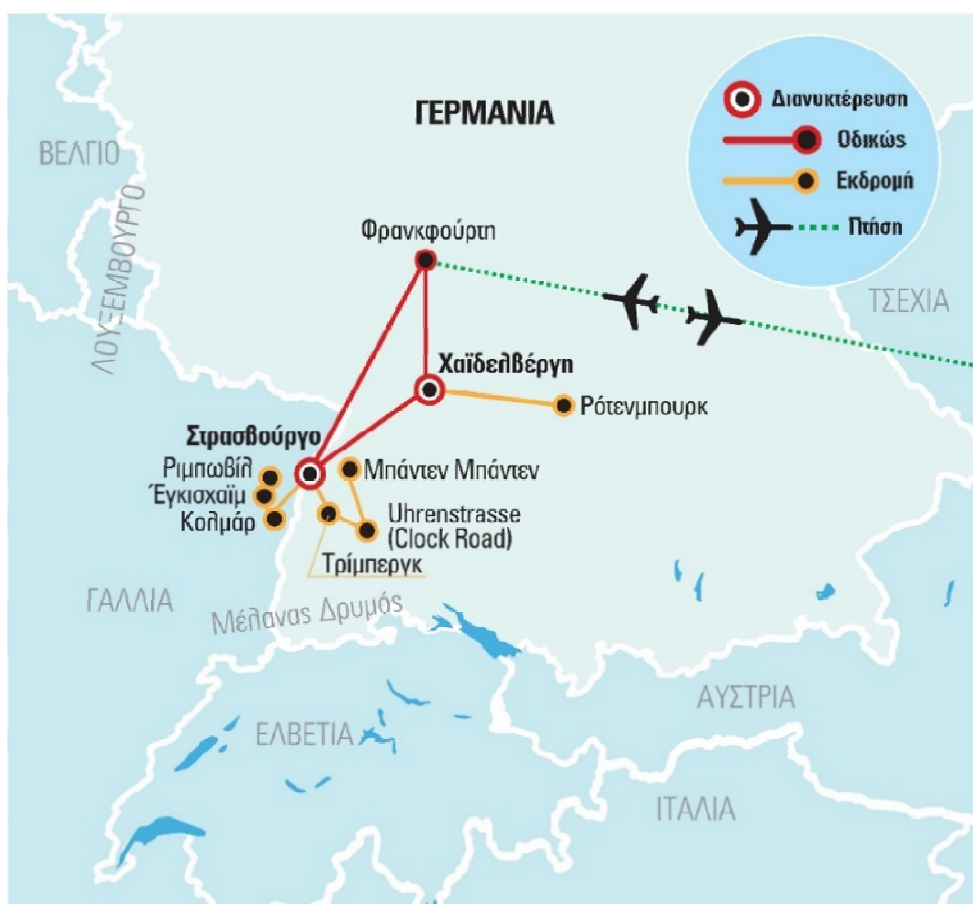 ΓΕΡΜΑΝΙΑ
Διανυκτέρευση
Οδικώς
Εκδρομή
Πτήση
ΒΕΛΓΙΟ
ΛΟΥΞΕΜΒΟΥΡΓΟ
Φρανκφούρτη
ΤΣΕΧΙΑ
Χαϊδελβέργη
Ρότενμπουρκ
Στρασβούργο
Ριμπωβίλ
Έγκισχαϊμ
Κολμάρ
Μπάντεν Μπάντεν
Uhrenstrasse
(Clock Road)
Τρίμπεργκ
ΓΑΛΛΙΑ
Μέλανας Δρυμός
ΑΥΣΤΡΙΑ
ΕΛΒΕΤΙΑ
ΙΤΑΛΙΑ